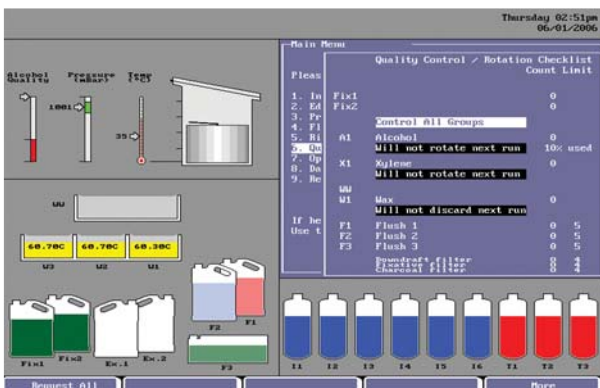 Thursday 02:51pm
06/01/2006
Main Menu
Quality Control / Rotation Checklist
Count Limit
Alcohol Quality
Pressure (mBar)
Temp (°C)
1001
35
Pleas
1. In
2. Ed
3. Pr
4. Fl
5. Ri
6. Qu
7. Op
8. Da
9. Re
If he
Use t
Fix1 0
Fix2 0
Control All Groups
A1 Alcohol 0
Will not rotate next run 10% used
X1 Xylene 0
Will not rotate next run
WW
W1 Wax 0
Will not discard next run
F1 Flush 1 0 5
F2 Flush 2 0 5
F3 Flush 3 0 5
Downdraft filter 0 4
Fixative filter 0 4
Charcoal filter 0 4
WW
60.70C 60.70C 60.30C
W3 W2 W1
Fix1 Fix2 Ex.1 Ex.2
F2 F1
F3
I1 I2 I3 I4 I5 I6 T1 T2 T3
Request All
More